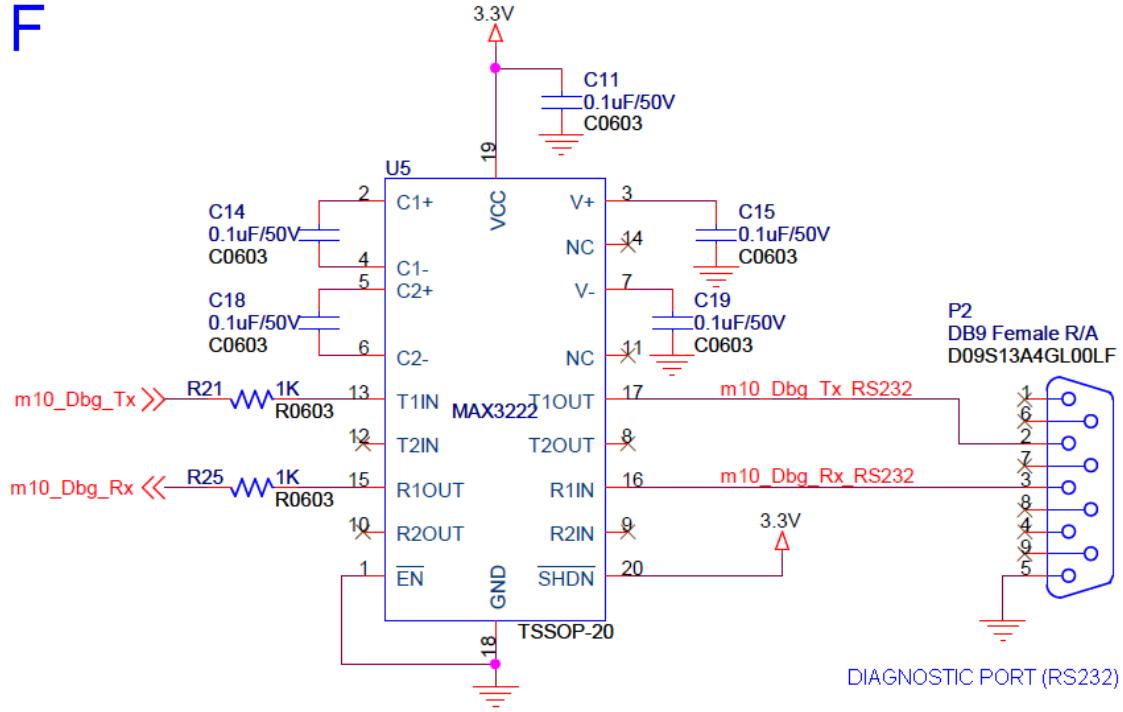 F
3.3V
C11
0.1uF/50V
C0603
19
U5
VCC
2
C1+
V+
3
C14
0.1uF/50V
C0603
C15
0.1uF/50V
C0603
NC
14
4
C1-
5
C2+
V-
7
C18
0.1uF/50V
C0603
C19
0.1uF/50V
C0603
6
C2-
NC
11
P2
DB9 Female R/A
D09S13A4GL00LF
m10_Dbg_Tx
R21
1K
R0603
13
T1IN
MAX3222
T1OUT
17
m10_Dbg_Tx_RS232
12
T2IN
T2OUT
8
m10_Dbg_Rx
R25
1K
R0603
15
R1OUT
R1IN
16
m10_Dbg_Rx_RS232
10
R2OUT
R2IN
9
3.3V
1
EN
SHDN
20
GND
18
TSSOP-20
1
6
2
7
3
8
4
9
5
DIAGNOSTIC PORT (RS232)